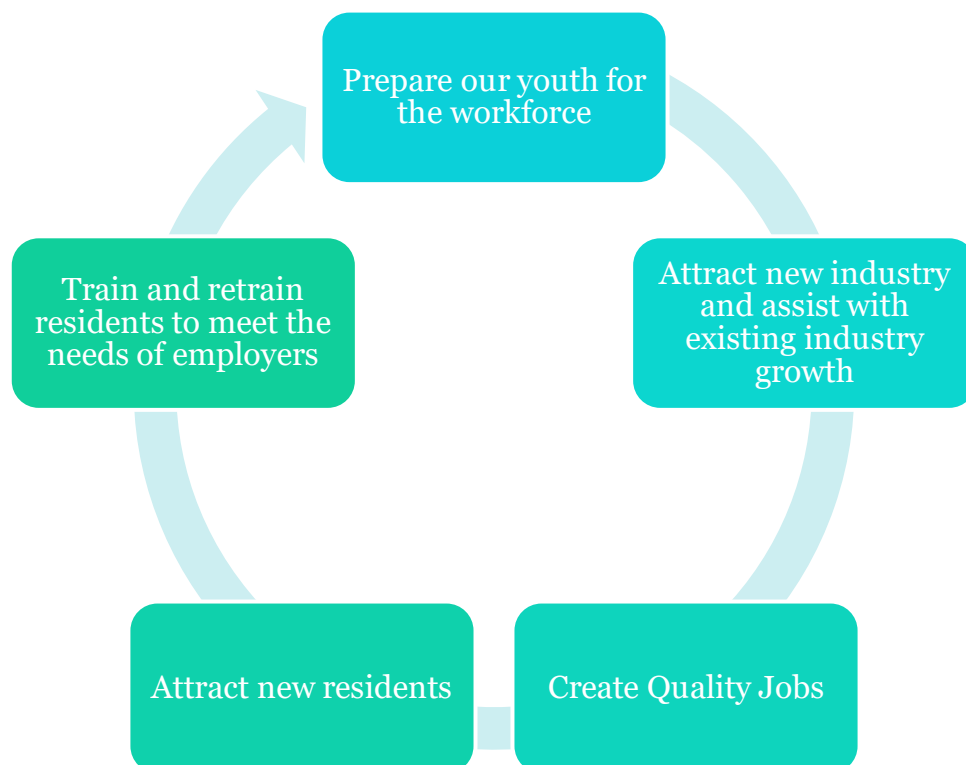 Prepare our youth for
the workforce
Attract new industry
and assist with
existing industry
growth
Create Quality Jobs
Attract new residents
Train and retrain
residents to meet the
needs of employers